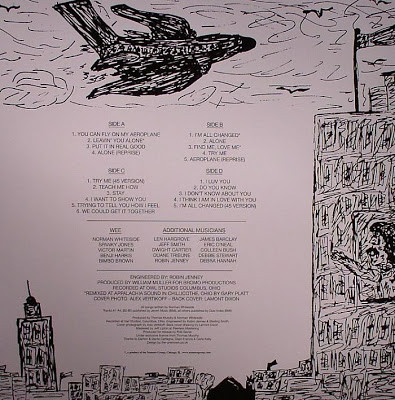 SIDE A
1. YOU CAN FLY ON MY AEROPLANE
2. LEAVIN' YOU ALONE*
3. PUT IT IN REAL GOOD
4. ALONE (REPRISE)
SIDE B
1. I'M ALL CHANGED*
2. ALONE
3. FIND ME, LOVE ME*
4. TRY ME
5. AEROPLANE (REPRISE)
SIDE C
1. TRY ME (45 VERSION)
2. TEACH ME HOW
3. STAY
4. I WANT TO SHOW YOU
5. TRYING TO TELL YOU HOW I FEEL
6. WE COULD GET IT TOGETHER
SIDE D
1. I LUV YOU
2. DO YOU KNOW
3. I DON'T KNOW ABOUT YOU
4. I THINK I AM IN LOVE WITH YOU
5. I'M ALL CHANGED (45 VERSION)
WEE
NORMAN WHITESIDE
SPANKY JONES
VICTOR MARTIN
BENJI HARRIS
BIMBO BROWN
ADDITIONAL MUSICIANS
LEN HARGROVE
JEFF SMITH
DWIGHT CARTER
DUANE TRIBUNE
ROBIN JENNEY
JAMES BARCLAY
ERIC O'NEAL
COLLEEN BUSH
DEBBIE STEWART
DEBRA HANNAH
ENGINEERED BY: ROBIN JENNEY
PRODUCED BY WILLIAM MULLER FOR BROMO PRODUCTIONS
RECORDED AT OWL STUDIOS COLUMBUS, OHIO
*REMIXED AT APPALACHIA SOUND IN CHILLICOTHE, OHIO BY GARY PLATT
COVER PHOTO: ALEX VERTIKOFF - BACK COVER: LAMONT DIXON